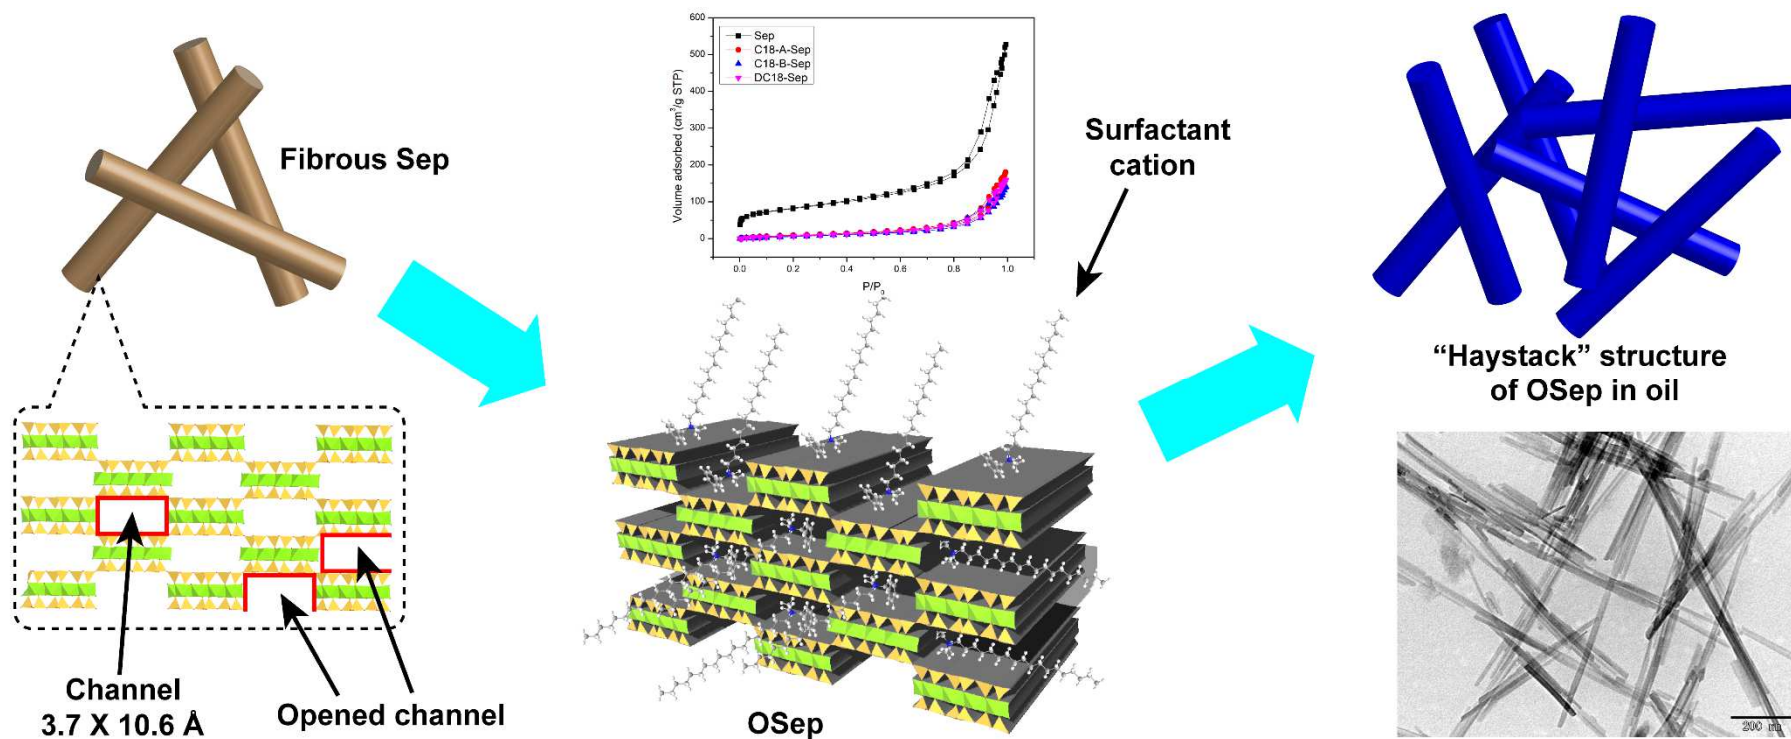 Fibrous Sep
Channel
3.7 X 10.6 Å
Opened channel
600
500
400
300
200
100
0
Volume adsorbed (cm³/g STP)
Sep
C18-A-Sep
C18-B-Sep
DC18-Sep
0.0 0.2 0.4 0.6 0.8 1.0
P/P₀
Surfactant
cation
OSep
“Haystack” structure
of OSep in oil
200 nm